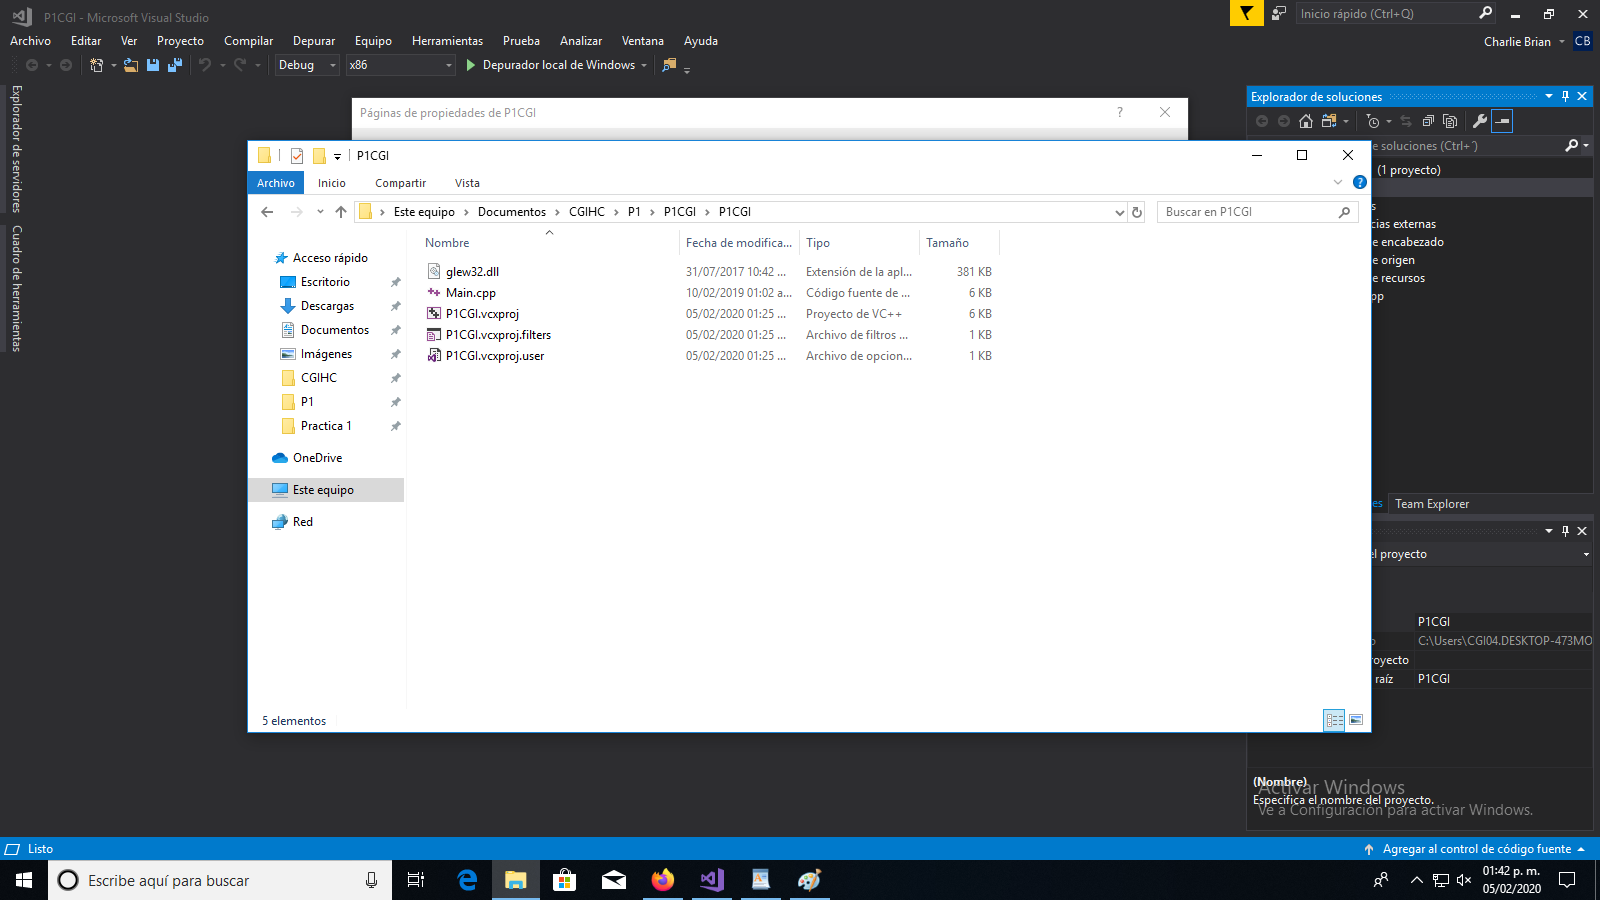 P1CGI - Microsoft Visual Studio
Inicio rápido (Ctrl+Q)
Archivo Editar Ver Proyecto Compilar Depurar Equipo Herramientas Prueba Analizar Ventana Ayuda
Charlie Brian CB
Debug x86 Depurador local de Windows
Explorador de servidores
Cuadro de herramientas
Páginas de propiedades de P1CGI ?
P1CGI
Archivo Inicio Compartir Vista
Este equipo Documentos CGIHC P1 P1CGI P1CGI
Buscar en P1CGI
Acceso rápido
Escritorio
Descargas
Documentos
Imágenes
CGIHC
P1
Practica 1
OneDrive
Este equipo
Red
Nombre Fecha de modifica... Tipo Tamaño
glew32.dll 31/07/2017 10:42 ... Extensión de la apl... 381 KB
Main.cpp 10/02/2019 01:02 a... Código fuente de ... 6 KB
P1CGI.vcxproj 05/02/2020 01:25 ... Proyecto de VC++ 6 KB
P1CGI.vcxproj.filters 05/02/2020 01:25 ... Archivo de filtros ... 1 KB
P1CGI.vcxproj.user 05/02/2020 01:25 ... Archivo de opcion... 1 KB
5 elementos
Explorador de soluciones
e soluciones (Ctrl+´)
(1 proyecto)
s
cias externas
e encabezado
e origen
e recursos
pp
es Team Explorer
el proyecto
P1CGI
o C:\Users\CGI04.DESKTOP-473MO
royecto
raíz P1CGI
(Nombre)
Especifica el nombre del proyecto.
Activar Windows
Ve a Configuración para activar Windows.
Listo
Agregar al control de código fuente
Escribe aquí para buscar
01:42 p. m.
05/02/2020